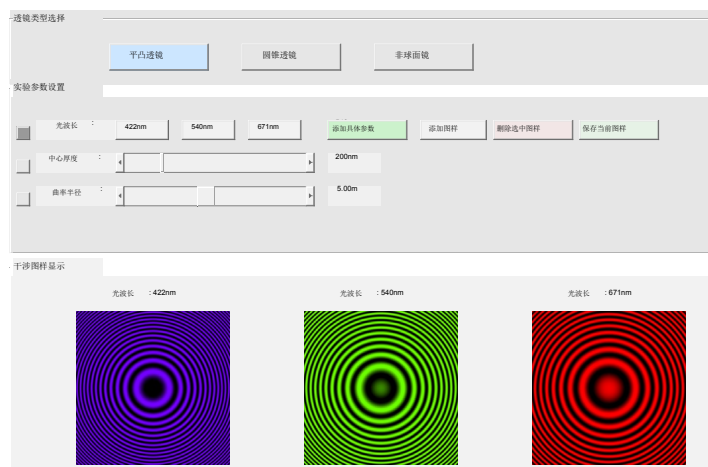 透镜类型选择
平凸透镜 圆锥透镜 非球面镜
实验参数设置
光波长 : 422nm 540nm 671nm 添加具体参数 添加图样 删除选中图样 保存当前图样
中心厚度 : 200nm
曲率半径 : 5.00m
干涉图样显示
光波长 : 422nm 光波长 : 540nm 光波长 : 671nm